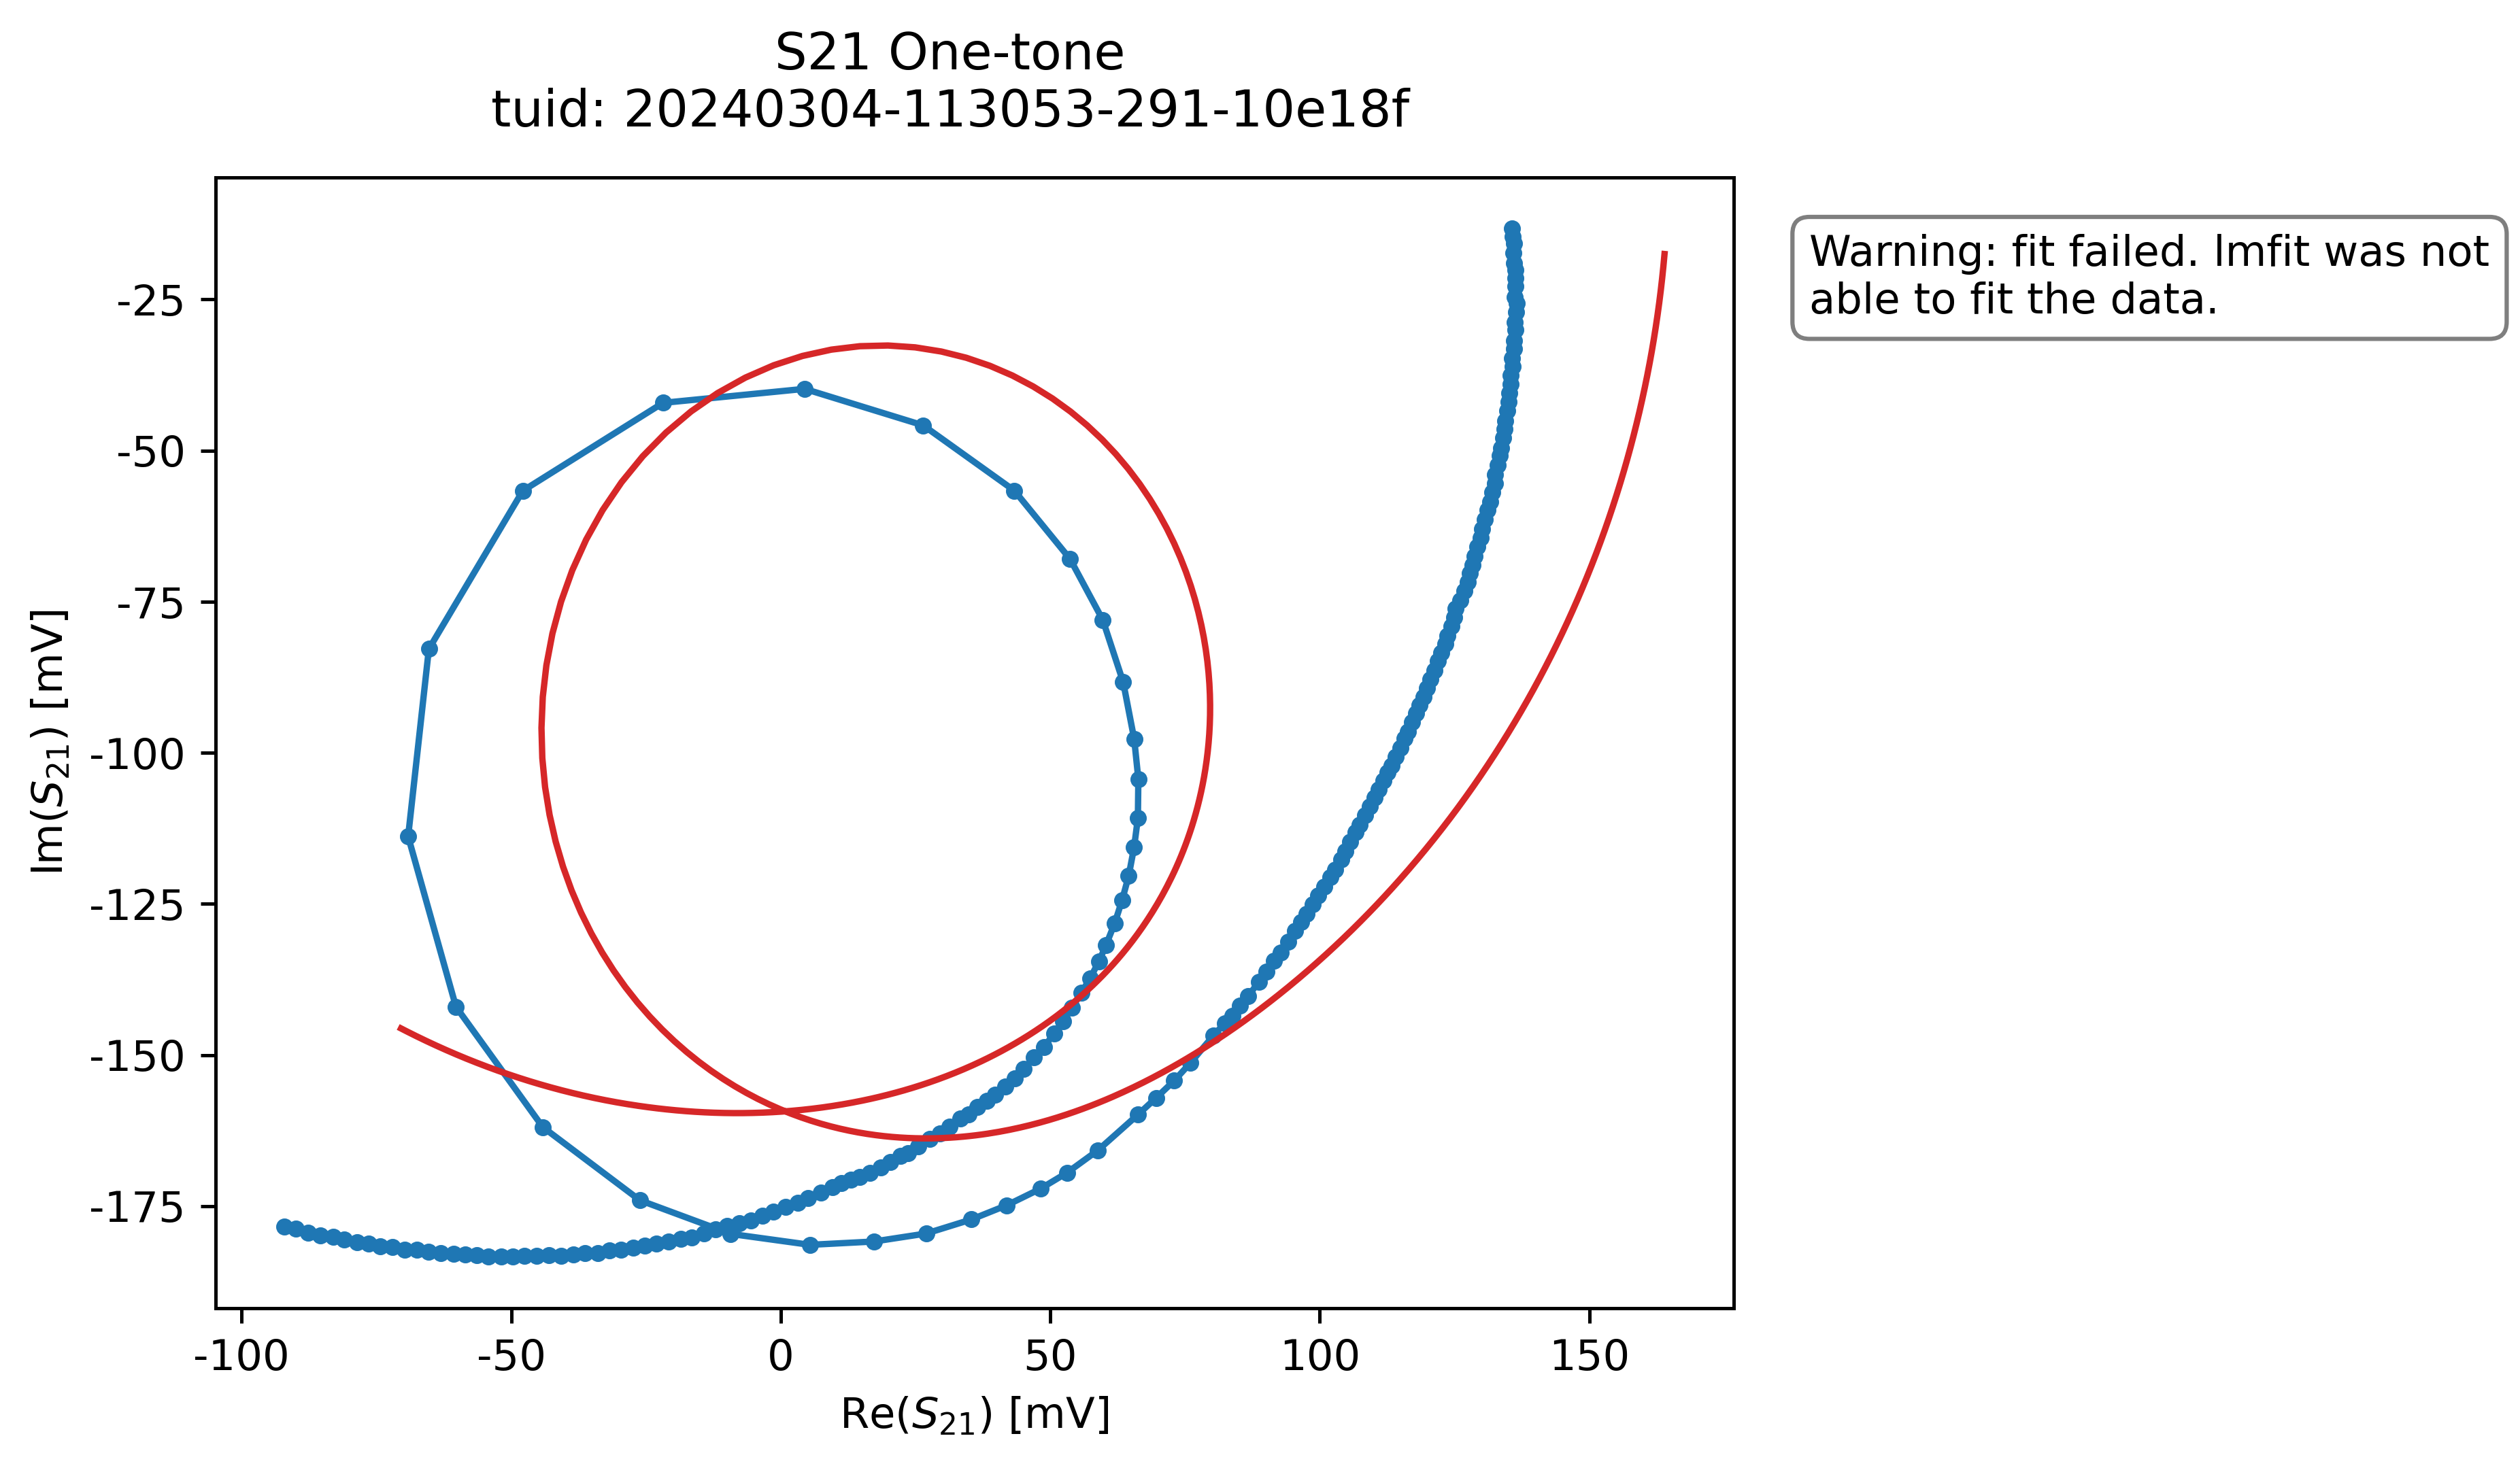 S21 One-tone
tuid: 20240304-113053-291-10e18f
Warning: fit failed. lmfit was not
able to fit the data.
-25
-50
-75
-100
-125
-150
-175
Im(S21) [mV]
-100 -50 0 50 100 150
Re(S21) [mV]